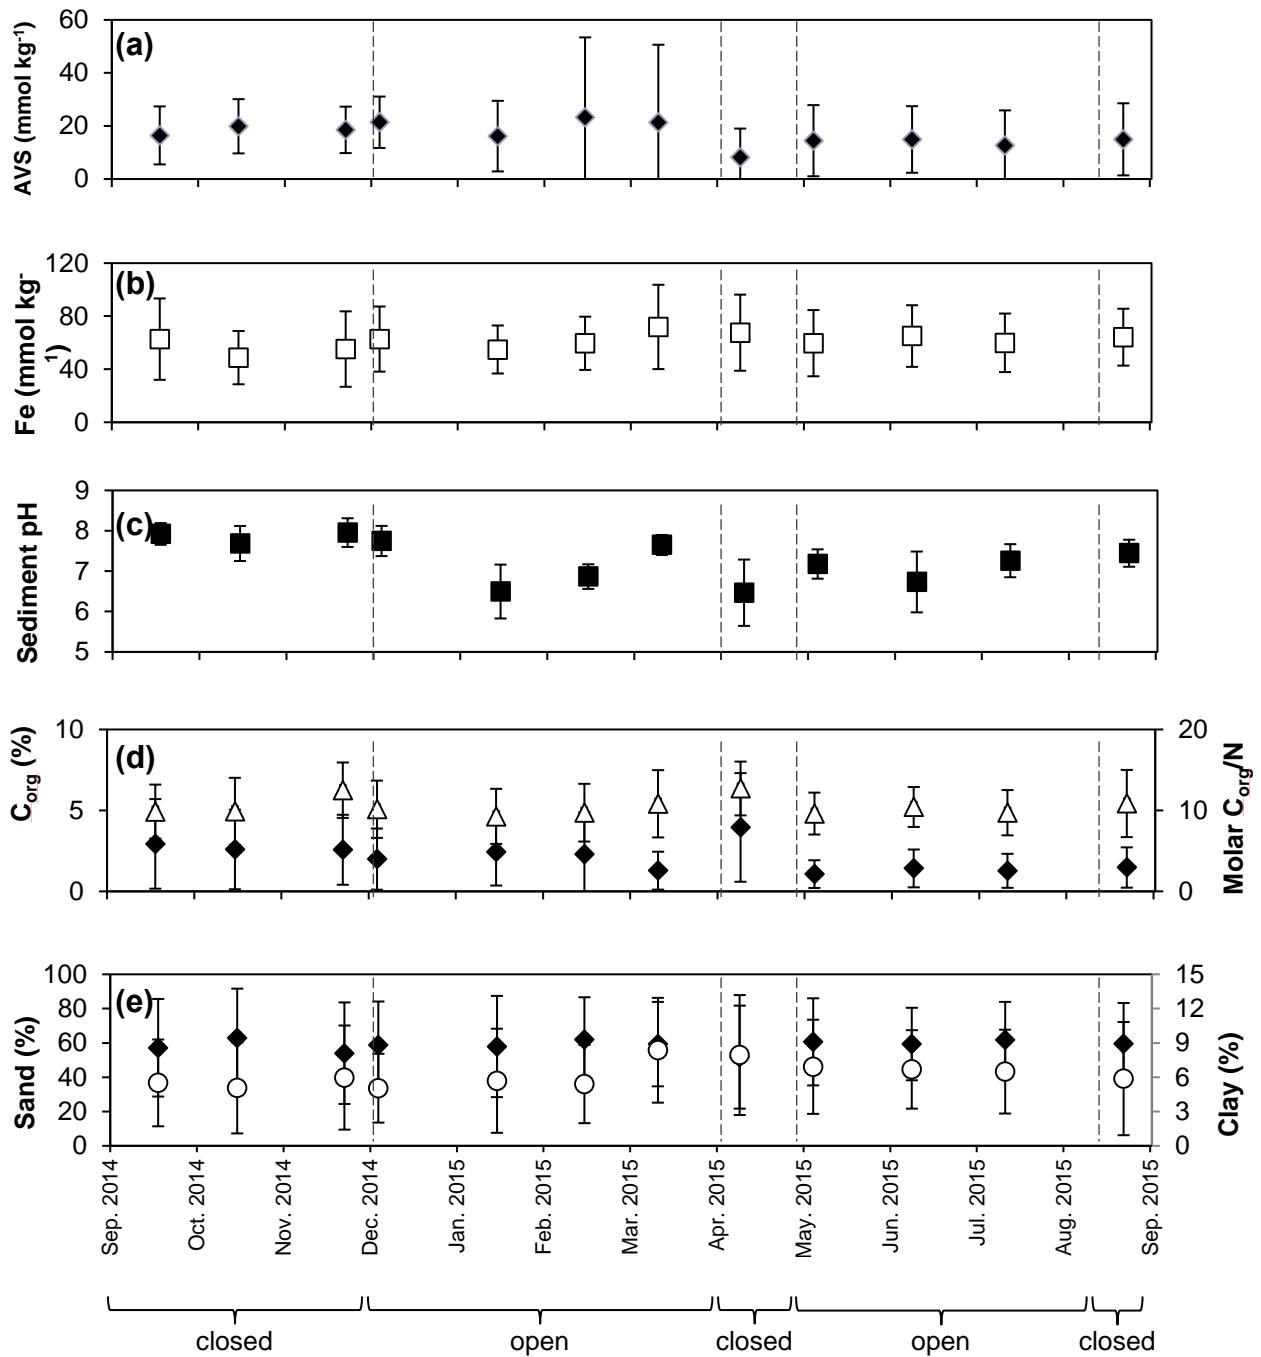 AVS (mmol kg⁻¹)
60
40
20
0
(a)
Fe (mmol kg⁻
¹)
120
80
40
0
(b)
Sediment pH
9
8
7
6
5
(c)
C_org (%)
10
5
0
(d)
20
10
0
Molar C_org/N
Sand (%)
100
80
60
40
20
0
(e)
15
12
9
6
3
0
Clay (%)
Sep. 2014
Oct. 2014
Nov. 2014
Dec. 2014
Jan. 2015
Feb. 2015
Mar. 2015
Apr. 2015
May. 2015
Jun. 2015
Jul. 2015
Aug. 2015
Sep. 2015
closed open closed open closed